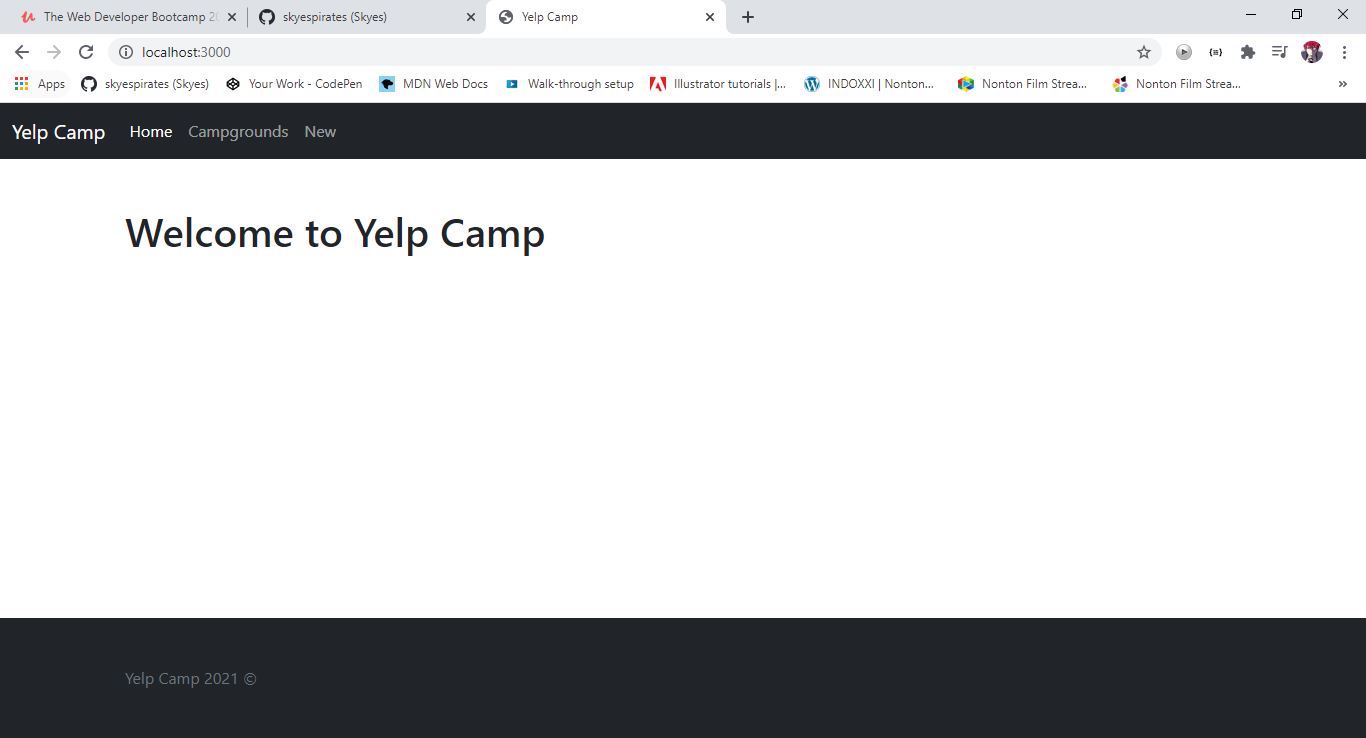 The Web Developer Bootcamp 20 skyespirates (Skyes) Yelp Camp
localhost:3000
Apps skyespirates (Skyes) Your Work - CodePen MDN Web Docs Walk-through setup Illustrator tutorials |... INDOXXI | Nonton... Nonton Film Strea... Nonton Film Strea...
Yelp Camp Home Campgrounds New
Welcome to Yelp Camp
Yelp Camp 2021 ©